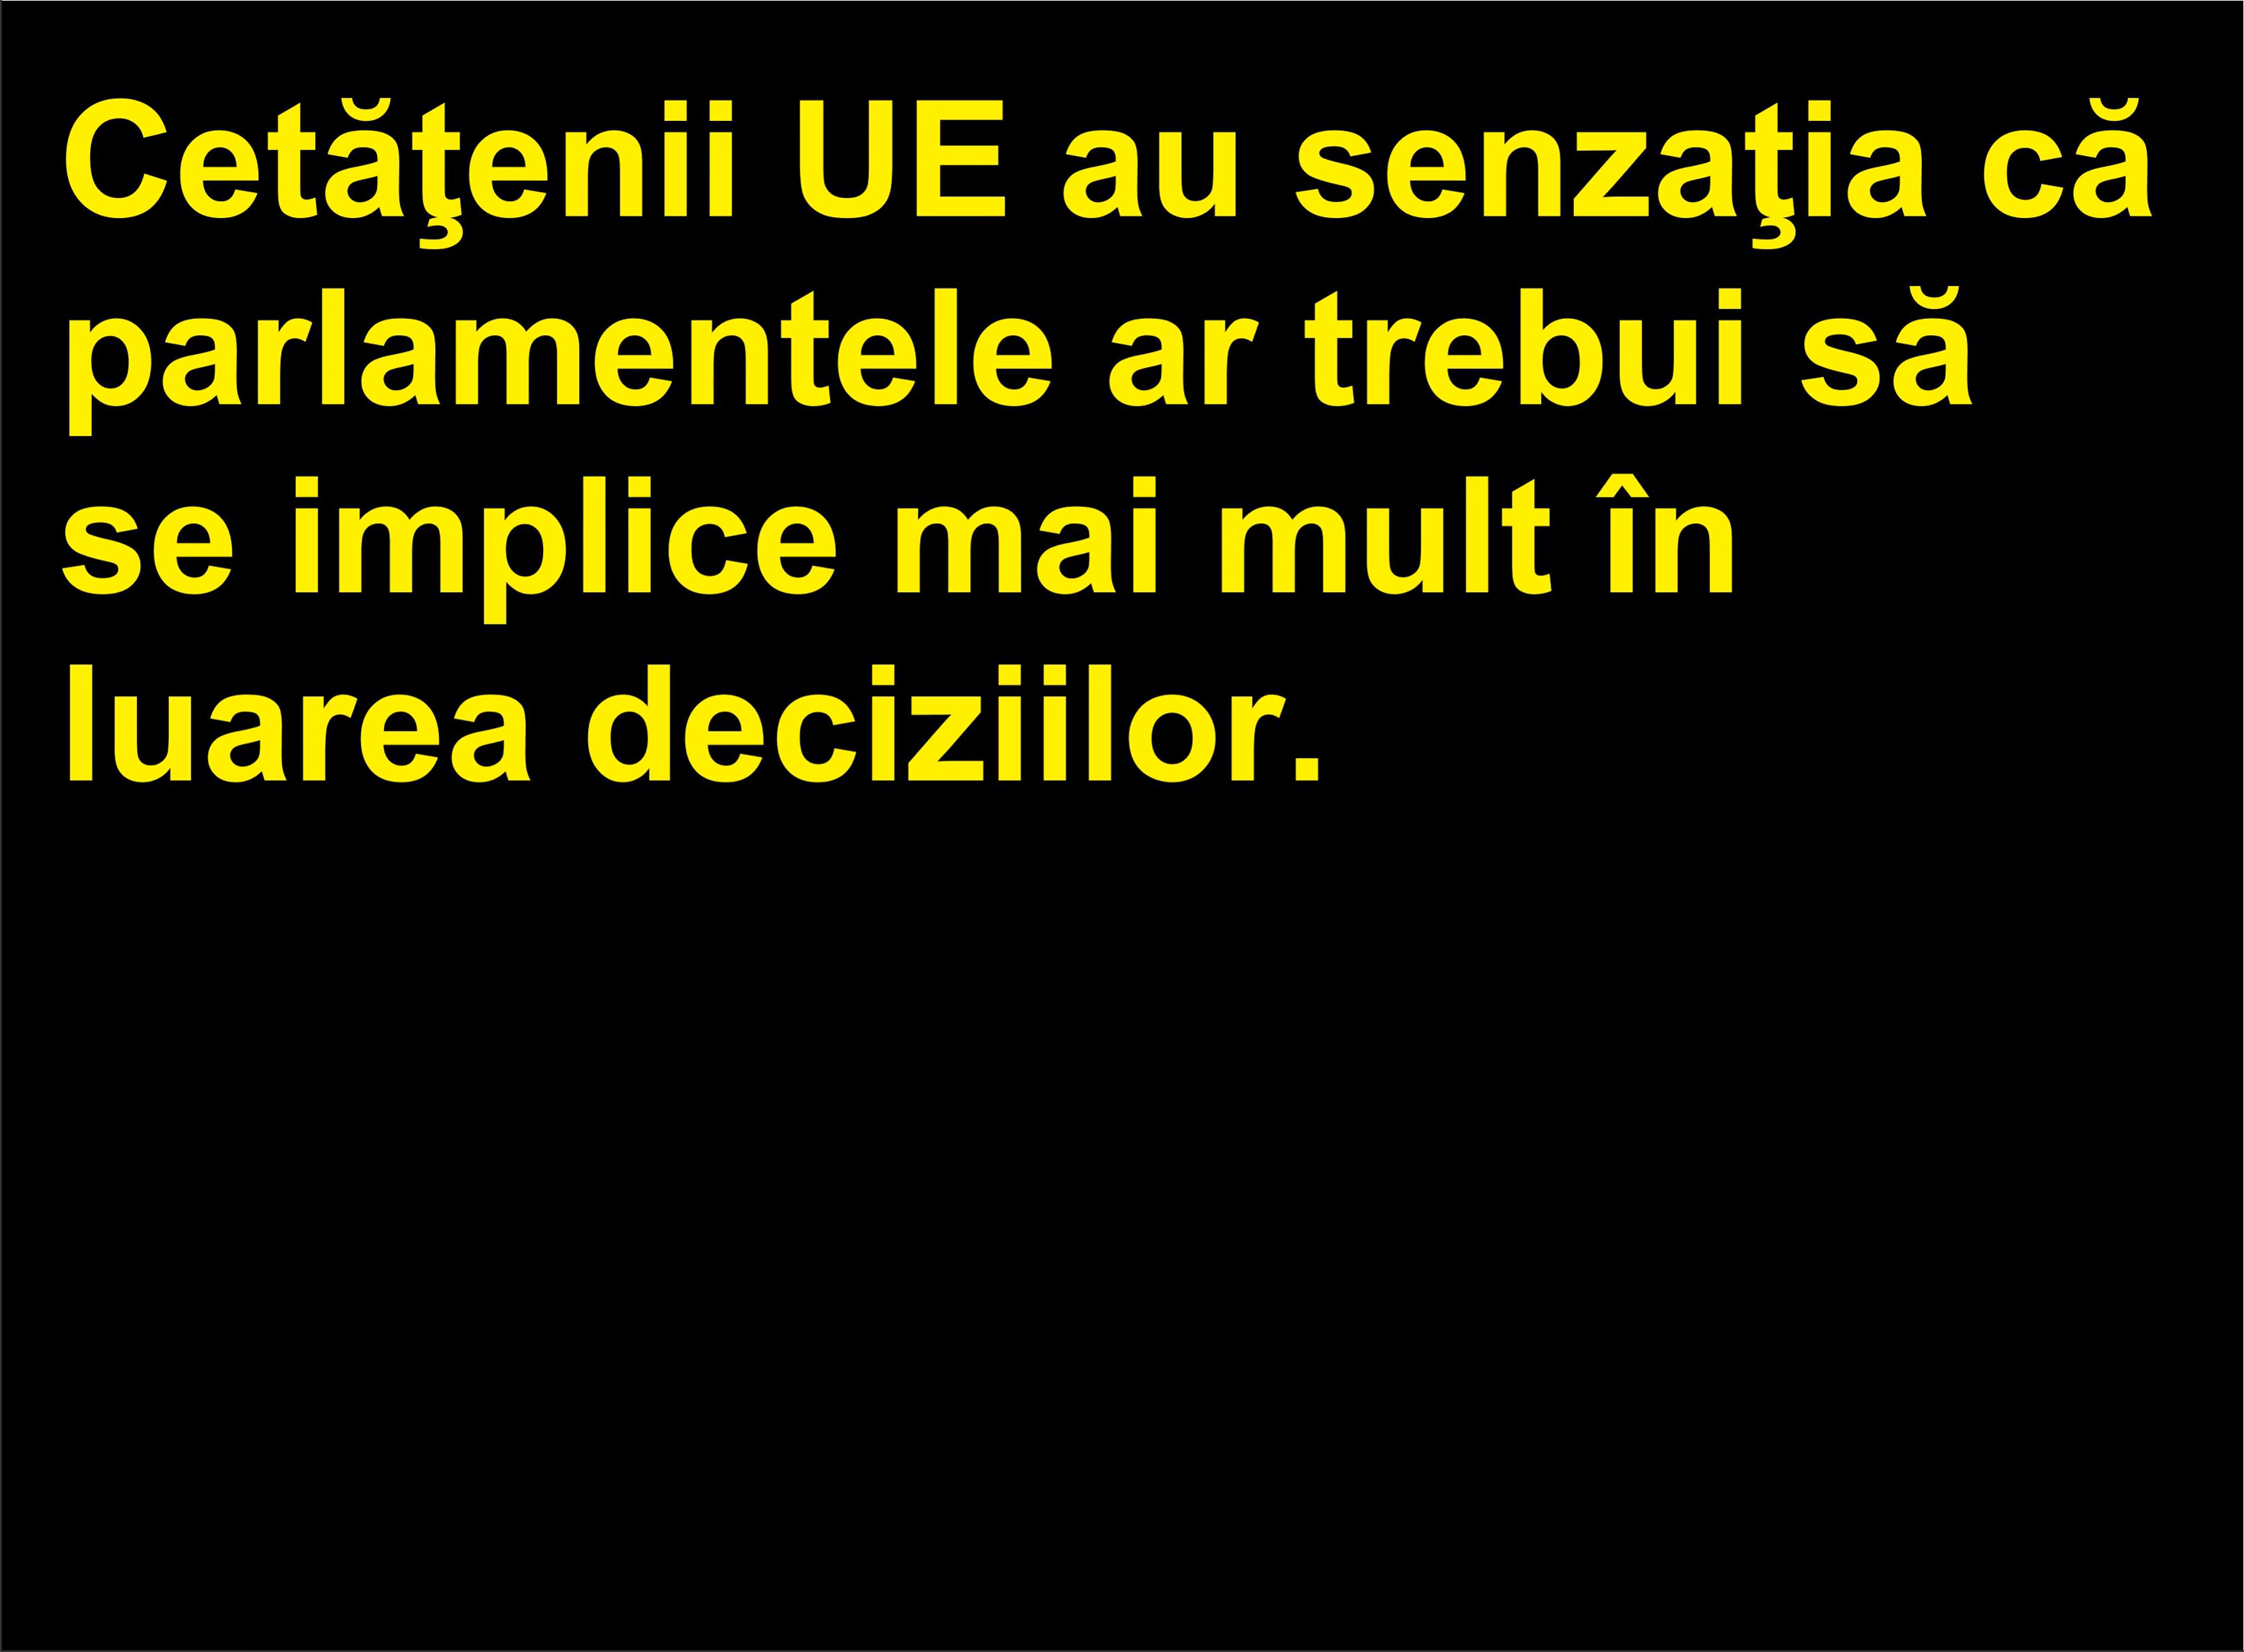 Cetăţenii UE au senzaţia că
parlamentele ar trebui să
se implice mai mult în
luarea deciziilor.